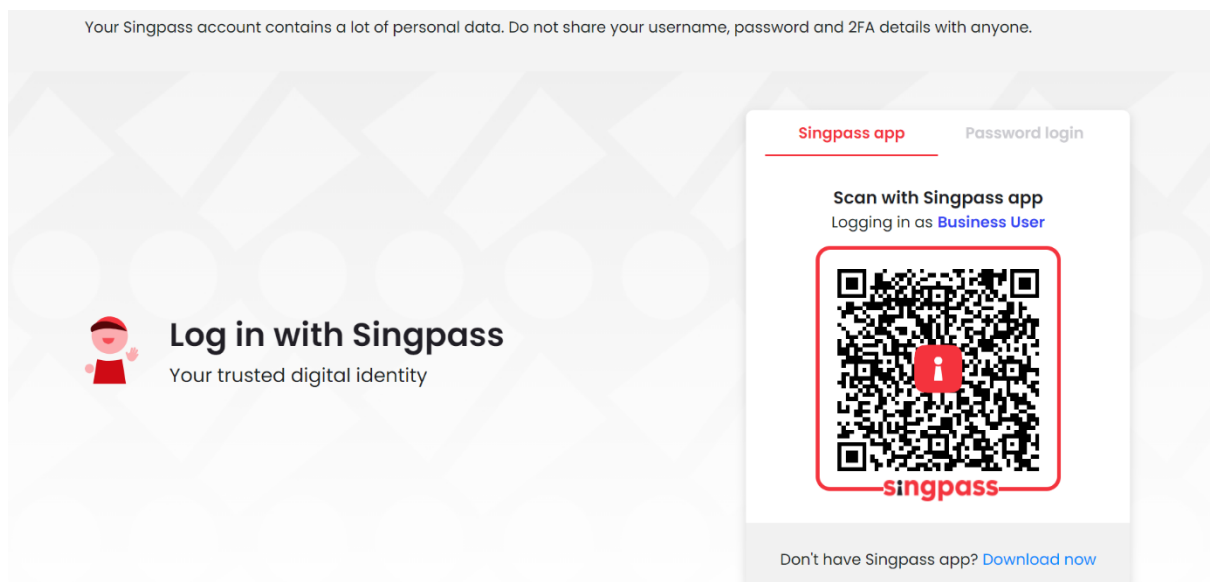 Your Singpass account contains a lot of personal data. Do not share your username, password and 2FA details with anyone.
Singpass app
Password login
Scan with Singpass app
Logging in as Business User
singpass
Log in with Singpass
Your trusted digital identity
Don't have Singpass app? Download now